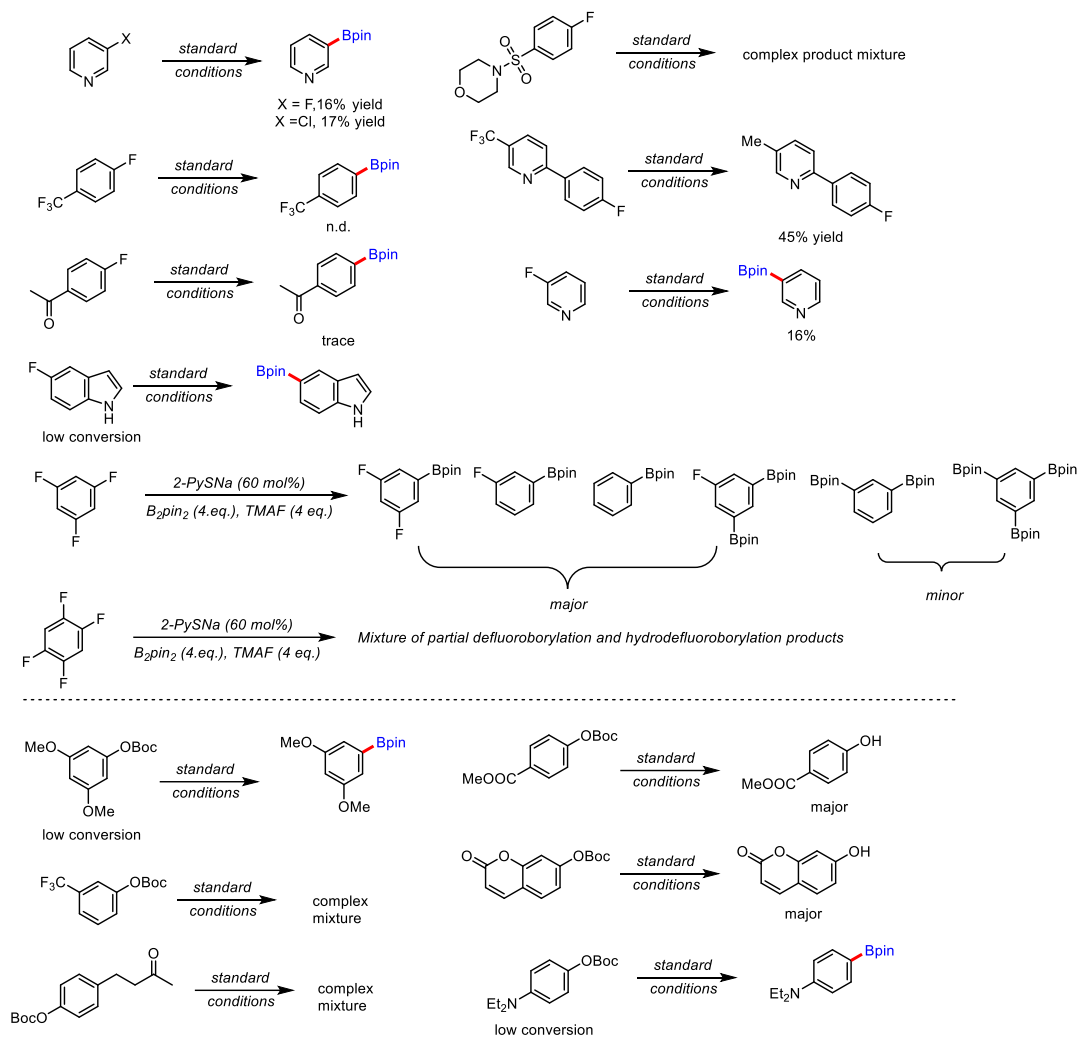 X
N
standard
conditions
Bpin
N
X = F,16% yield
X =Cl, 17% yield
F
O
S
O
N
O
standard
conditions
complex product mixture
F
F3C
standard
conditions
Bpin
F3C
n.d.
F3C
N
F
standard
conditions
Me
N
F
45% yield
F
O
standard
conditions
Bpin
O
trace
F
N
standard
conditions
Bpin
N
16%
F
N
H
low conversion
standard
conditions
Bpin
N
H
F
F
F
2-PySNa (60 mol%)
B2pin2 (4.eq.), TMAF (4 eq.)
F
Bpin
F
F
Bpin
Bpin
F
Bpin
Bpin
Bpin
Bpin
Bpin
Bpin
Bpin
major
minor
F
F
F
F
2-PySNa (60 mol%)
B2pin2 (4.eq.), TMAF (4 eq.)
Mixture of partial defluoroborylation and hydrodefluoroborylation products
MeO
OBoc
OMe
low conversion
standard
conditions
MeO
Bpin
OMe
OBoc
MeOOC
standard
conditions
OH
MeOOC
major
F3C
OBoc
standard
conditions
complex
mixture
O
O
OBoc
standard
conditions
O
O
OH
major
O
BocO
standard
conditions
complex
mixture
OBoc
Et2N
low conversion
standard
conditions
Bpin
Et2N